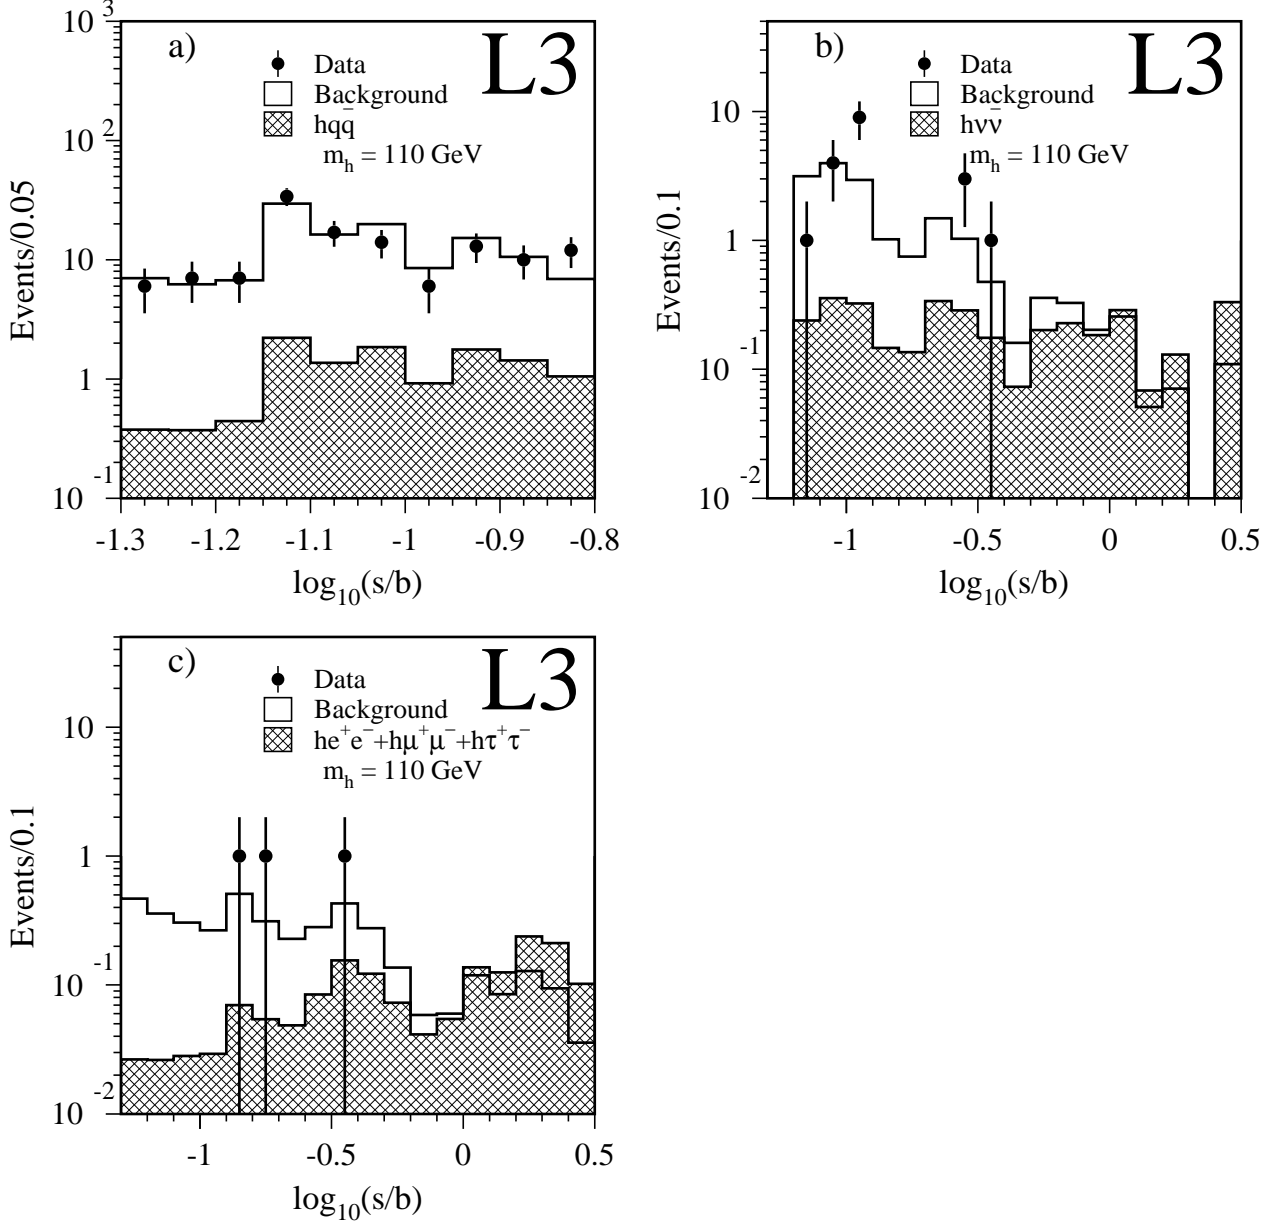 a)
L3
Data
Background
hqq̄
m_h = 110 GeV
Events/0.05
10^3
10^2
10
1
10^-1
-1.3 -1.2 -1.1 -1 -0.9 -0.8
log_10(s/b)
b)
L3
Data
Background
hνν̄
m_h = 110 GeV
Events/0.1
10
1
10^-1
10^-2
-1 -0.5 0 0.5
log_10(s/b)
c)
L3
Data
Background
he^+e^-+hμ^+μ^-+hτ^+τ^-
m_h = 110 GeV
Events/0.1
10
1
10^-1
10^-2
-1 -0.5 0 0.5
log_10(s/b)